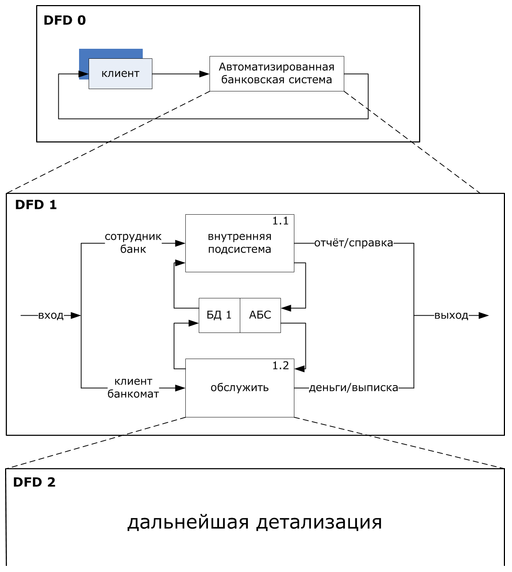 DFD 0
клиент
Автоматизированная
банковская система
DFD 1
1.1
сотрудник
банк
внутренняя
подсистема
отчёт/справка
вход
БД 1
АБС
выход
1.2
клиент
банкомат
обслужить
деньги/выписка
DFD 2
дальнейшая детализация